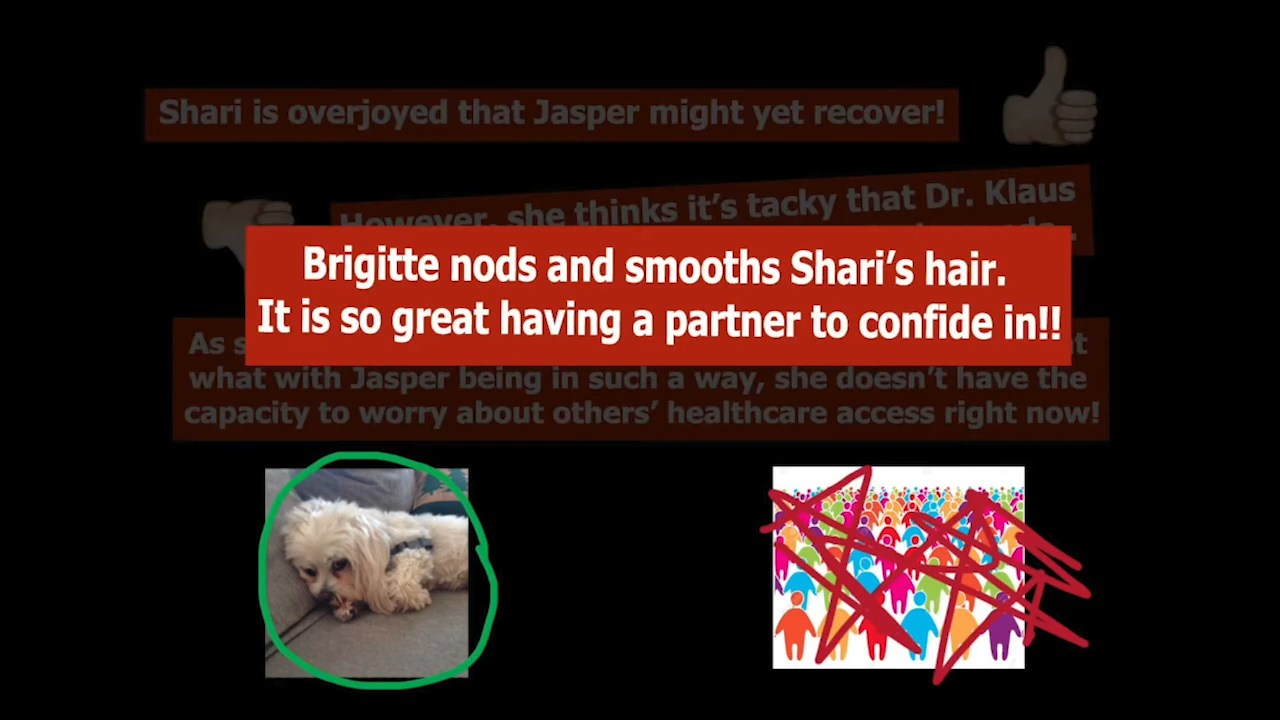 Shari is overjoyed that Jasper might yet recover!
However, she thinks it’s tacky that Dr. Klaus
Brigitte nods and smooths Shari’s hair.
It is so great having a partner to confide in!!
As
what with Jasper being in such a way, she doesn’t have the
capacity to worry about others’ healthcare access right now!